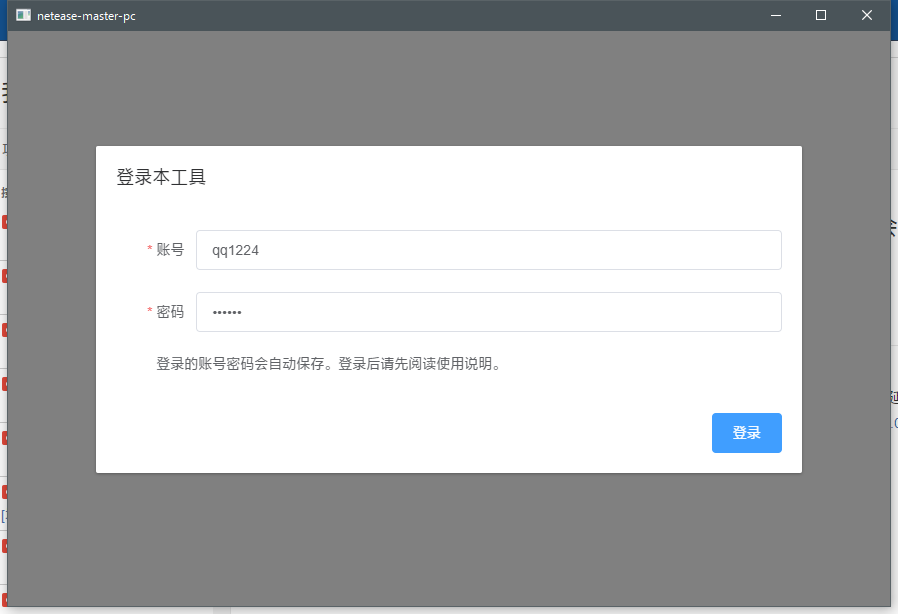 netease-master-pc
登录本工具
* 账号 qq1224
* 密码 ••••••
登录的账号密码会自动保存。登录后请先阅读使用说明。
登录